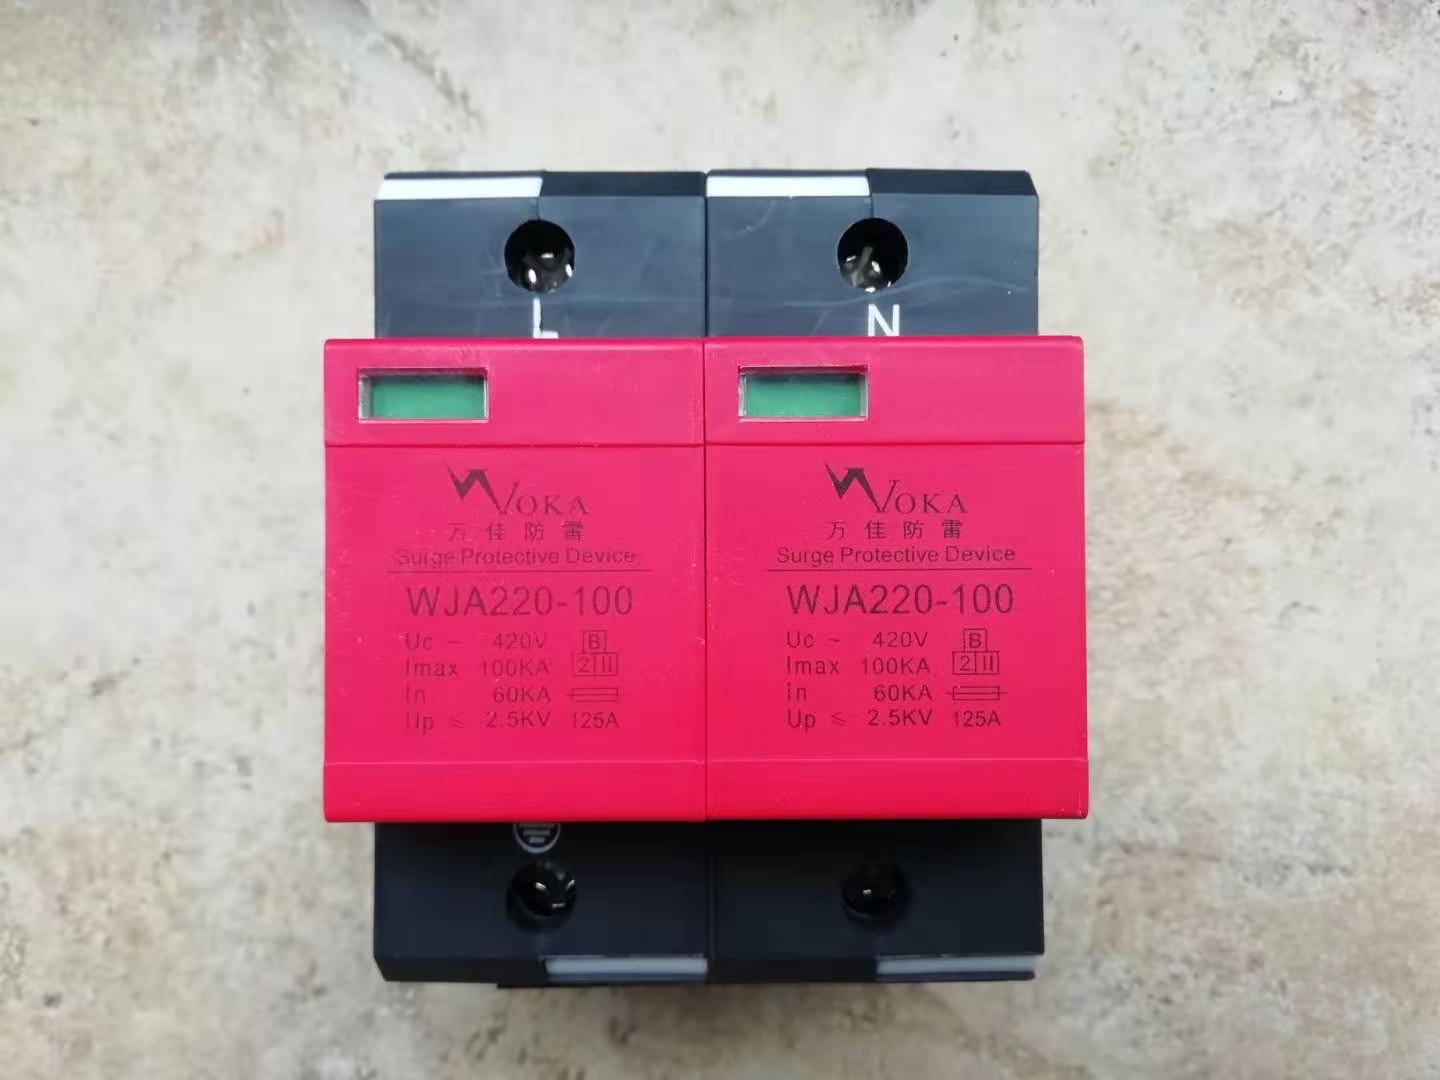 L
N
VOKA
万佳防雷
Surge Protective Device
WJA220-100
Uc ~ 420V B
Imax 100KA 2 II
In 60KA
Up ≤ 2.5KV 125A
VOKA
万佳防雷
Surge Protective Device
WJA220-100
Uc ~ 420V B
Imax 100KA 2 II
In 60KA
Up ≤ 2.5KV 125A